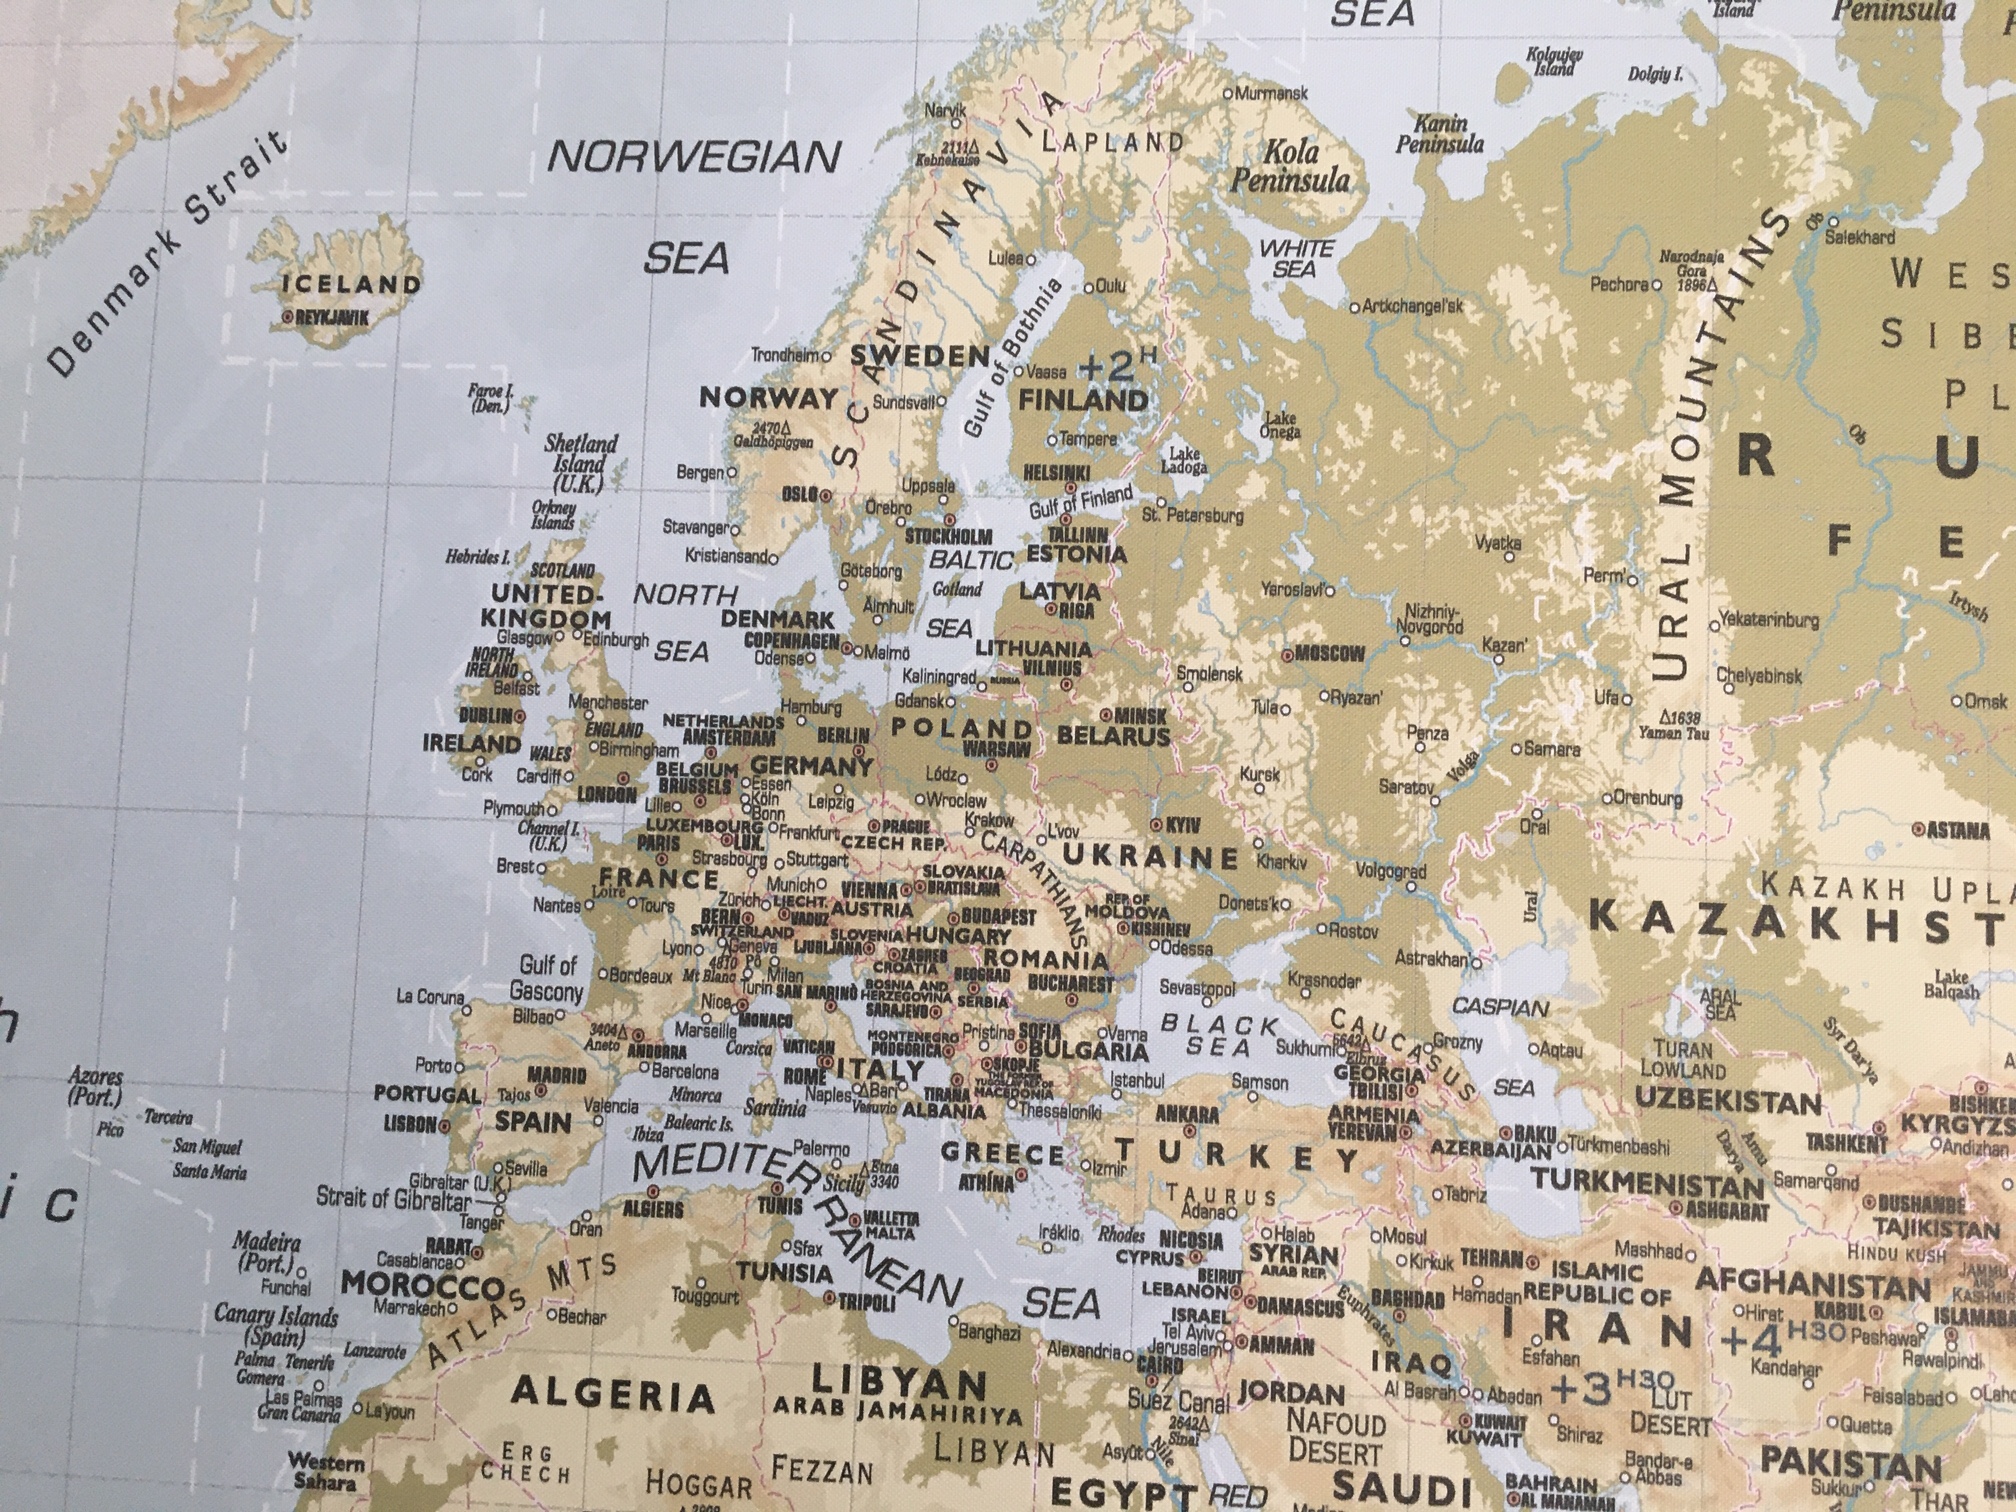 SEA
Island
Peninsula
Kolgujev
Island
Dolgiy I.
Murmansk
Narvik
Kanin
Peninsula
LAPLAND
2111△
Kebnekaise
Kola
Peninsula
NORWEGIAN
SEA
Denmark Strait
SCANDINAVIA
ICELAND
REYKJAVIK
Lulea
Oulu
WHITE
SEA
Artkchangel'sk
Pechora
Narodnaja
Gora
1896△
Ob
Salekhard
WES
SIBE
PL
URAL MOUNTAINS
Trondheim
SWEDEN
Gulf of Bothnia
Vaasa
+2H
FINLAND
NORWAY
Sundsvall
2470△
Galdhöpiggen
Tampere
Faroe I.
(Den.)
Shetland
Island
(U.K.)
Orkney
Islands
Bergen
OSLO
Uppsala
HELSINKI
Lake
Ladoga
Lake
Onega
Ob
R U
F E
Stavanger
Örebro
STOCKHOLM
Gulf of Finland
St. Petersburg
TALLINN
ESTONIA
Kristiansand
BALTIC
SEA
Hebrides I.
SCOTLAND
UNITED-
KINGDOM
NORTH
SEA
Göteborg
Gotland
LATVIA
RIGA
Vyatka
Perm'
Yaroslavl'
Irtysh
Glasgow
Edinburgh
DENMARK
COPENHAGEN
Odense
Älmhult
Malmö
LITHUANIA
VILNIUS
MOSCOW
Nizhniy-
Novgorod
Kazan'
Yekaterinburg
NORTH
IRELAND
Belfast
Kaliningrad
RUSSIA
Smolensk
Ryazan'
Ufa
Chelyabinsk
Omsk
Manchester
Hamburg
Gdansk
Tula
△1638
Yaman Tau
DUBLIN
IRELAND
ENGLAND
WALES
Birmingham
NETHERLANDS
AMSTERDAM
BERLIN
POLAND
WARSAW
MINSK
BELARUS
Penza
Volga
Samara
Cork
Cardiff
LONDON
BELGIUM
BRUSSELS
GERMANY
Essen
Köln
Bonn
Leipzig
Lódz
Wroclaw
Kursk
Saratov
Orenburg
Plymouth
Channel I.
(U.K.)
Lille
LUXEMBOURG
LUX.
Frankfurt
PRAGUE
CZECH REP.
Krakow
L'vov
KYIV
Oral
ASTANA
PARIS
Strasbourg
Stuttgart
CARPATHIANS
UKRAINE
Kharkiv
Volgograd
Brest
FRANCE
Loire
Munich
VIENNA
SLOVAKIA
BRATISLAVA
KAZAKH UPLA
KAZAKHST
Nantes
Tours
Zürich
LIECHT.
VADUZ
AUSTRIA
BERN
SWITZERLAND
BUDAPEST
REP. OF
MOLDOVA
KISHINEV
Donets'k
Ural
Lyon
Geneva
LJUBLJANA
SLOVENIA
HUNGARY
ROMANIA
Odessa
Rostov
Astrakhan
Gulf of
Gascony
Bordeaux
4810
Mt Blanc
Pô
Milan
ZAGREB
CROATIA
BEOGRAD
BUCHAREST
Sevastopol
Krasnodar
CASPIAN
SEA
ARAL
SEA
Lake
Balqash
La Coruna
Bilbao
Nice
Turin
SAN MARINO
BOSNIA AND
HERZEGOVINA
SARAJEVO
SERBIA
Marseille
MONACO
BLACK
SEA
CAUCASUS
Syr Dar'ya
3404△
Aneto
ANDORRA
Corsica
VATICAN
ROME
ITALY
MONTENEGRO
PODGORICA
Pristina
SOFIA
BULGARIA
Varna
Sukhumi
5642△
Elbrus
Grozny
Aqtau
TURAN
LOWLAND
Porto
MADRID
Barcelona
SKOPJE
THE FORMER
YUGOSLAV REP. OF
MACEDONIA
GEORGIA
TBILISI
UZBEKISTAN
BISHKEK
KYRGYZS
Azores
(Port.)
Terceira
Pico
San Miguel
Santa Maria
PORTUGAL
LISBON
Tajos
SPAIN
Valencia
Minorca
Balearic Is.
Ibiza
Sardinia
Naples
Vesuvio
Bari
TIRANA
ALBANIA
Thessaloníki
Istanbul
Samson
ANKARA
ARMENIA
YEREVAN
AZERBAIJAN
BAKU
Türkmenbashi
Amu
Darya
TASHKENT
Andizhan
MEDITERRANEAN
SEA
Palermo
Sicily
△Etna
3340
GREECE
ATHÍNA
Izmir
TURKEY
TURKMENISTAN
ASHGABAT
Samarqand
DUSHANBE
TAJIKISTAN
Sevilla
Gibraltar (U.K.)
Strait of Gibraltar
Tanger
Oran
ALGIERS
TUNIS
VALLETTA
MALTA
TAURUS
Adana
Tabriz
RABAT
Casablanca
MOROCCO
Marrakech
ATLAS MTS
Sfax
TUNISIA
Touggourt
TRIPOLI
Iráklio
Rhodes
NICOSIA
CYPRUS
Halab
SYRIAN
ARAB REP.
Mosul
Kirkuk
TEHRAN
Mashhad
HINDU KUSH
JAMMU
AND
KASHMIR
Madeira
(Port.)
Funchal
Bechar
Banghazi
BEIRUT
LEBANON
DAMASCUS
Euphrates
BAGHDAD
Hamadan
ISLAMIC
REPUBLIC OF
IRAN
AFGHANISTAN
Hirat
KABUL
ISLAMABA
Canary Islands
(Spain)
Palma
Tenerife
Lanzarote
Gomera
Las Palmas
Gran Canaria
La'youn
ISRAEL
Tel Aviv
Jerusalem
AMMAN
Alexandria
CAIRO
Suez Canal
JORDAN
IRAQ
Esfahan
+4H30
Peshawar
Rawalpindi
Kandahar
ALGERIA
LIBYAN
ARAB JAMAHIRIYA
Al Basrah
Abadan
+3H30
LUT
DESERT
Faisalabad
Laho
2642△
Sinai
NAFOUD
DESERT
KUWAIT
KUWAIT
Shiraz
Quetta
Western
Sahara
ERG
CHECH
HOGGAR
FEZZAN
LIBYAN
Asyût
Nile
EGYPT
RED
SAUDI
BAHRAIN
AL MANAMAH
Bandar-e
Abbas
PAKISTAN
Sukkur
THAR